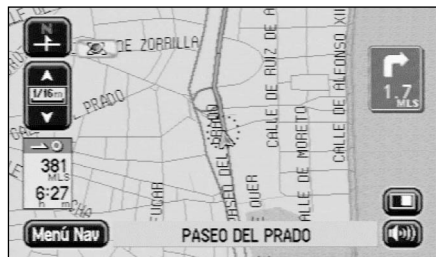 N
DE ZORRILLA
CALLE DE RUIZ DE A
CALLE DE ALFONSO XII
1/16m
PRADO
1.7
MLS
PASEO DEL PRADO
CALLE DE MORETO
381
MLS
6:27
h m
Menú Nav
PASEO DEL PRADO